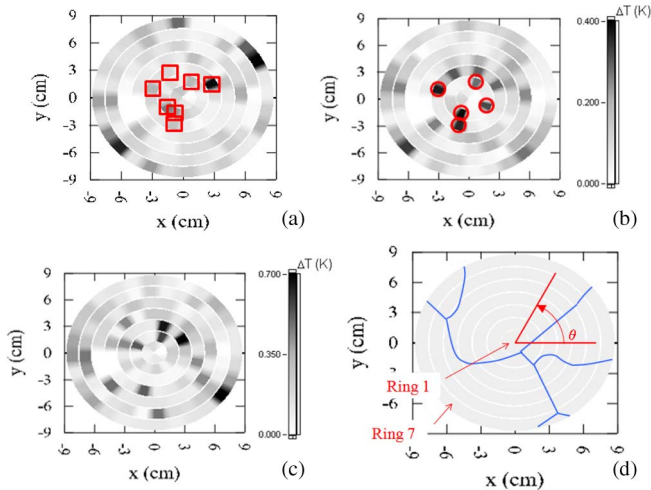 ΔT (K)
9
6
3
0
-3
-6
-9
y (cm)
-9 -6 -3 0 3 6 9
x (cm)
(a)
9
6
3
0
-3
-6
-9
y (cm)
-9 -6 -3 0 3 6 9
x (cm)
(b)
0.400
0.200
0.000
ΔT (K)
9
6
3
0
-3
-6
-9
y (cm)
-9 -6 -3 0 3 6 9
x (cm)
(c)
0.700
0.350
0.000
9
6
3
0
-6
y (cm)
θ
Ring 1
Ring 7
-9 -6 -3 0 3 6 9
x (cm)
(d)